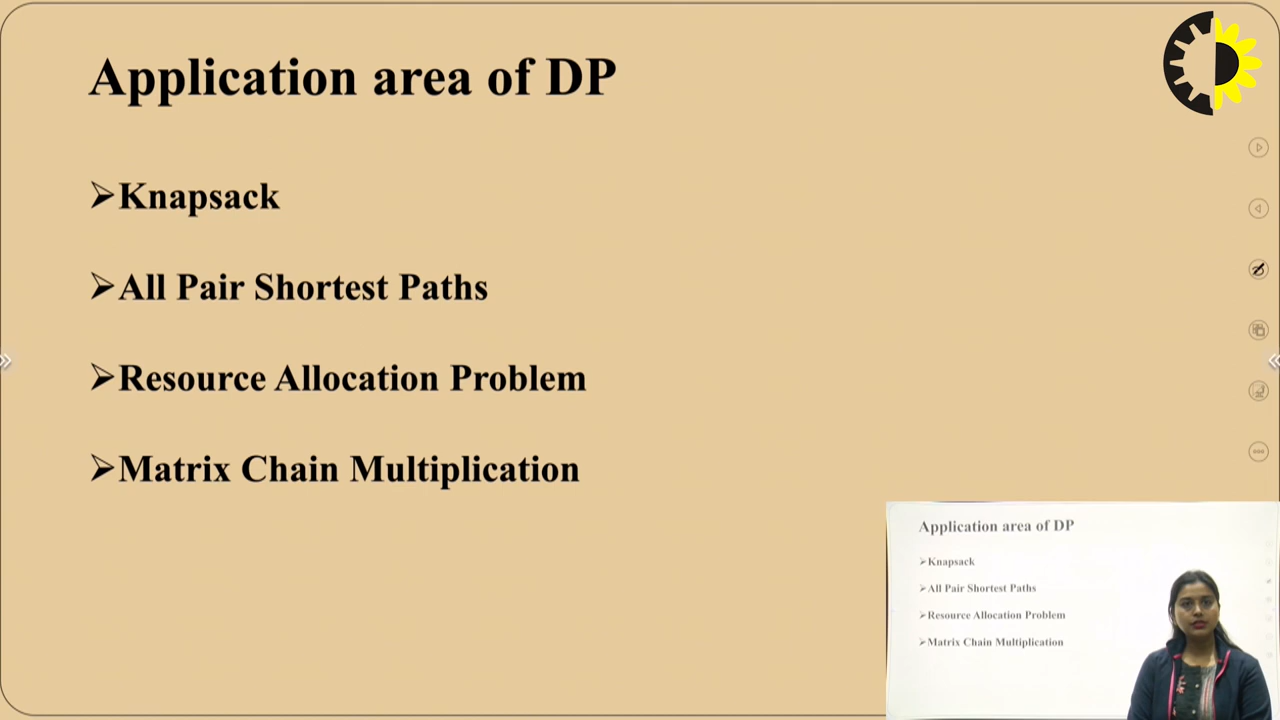 Application area of DP
➢Knapsack
➢All Pair Shortest Paths
➢Resource Allocation Problem
➢Matrix Chain Multiplication
Application area of DP
➢Knapsack
➢All Pair Shortest Paths
➢Resource Allocation Problem
➢Matrix Chain Multiplication